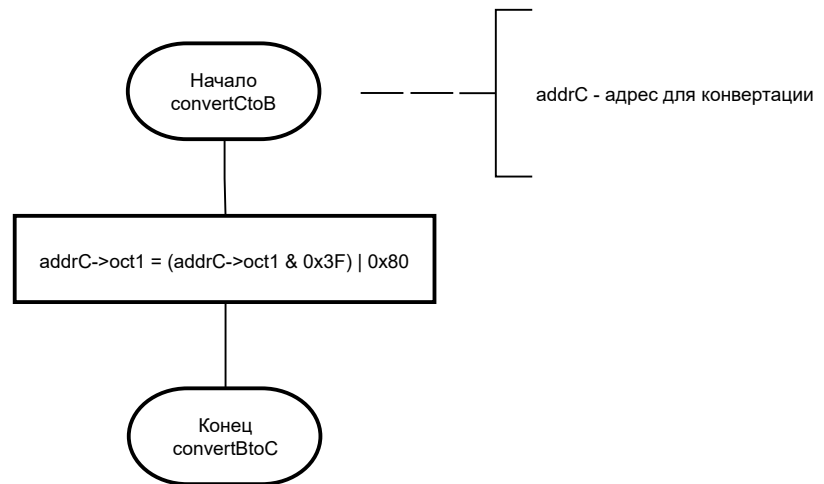 Начало
convertCtoB
addrC - адрес для конвертации
addrC->oct1 = (addrC->oct1 & 0x3F) | 0x80
Конец
convertBtoC